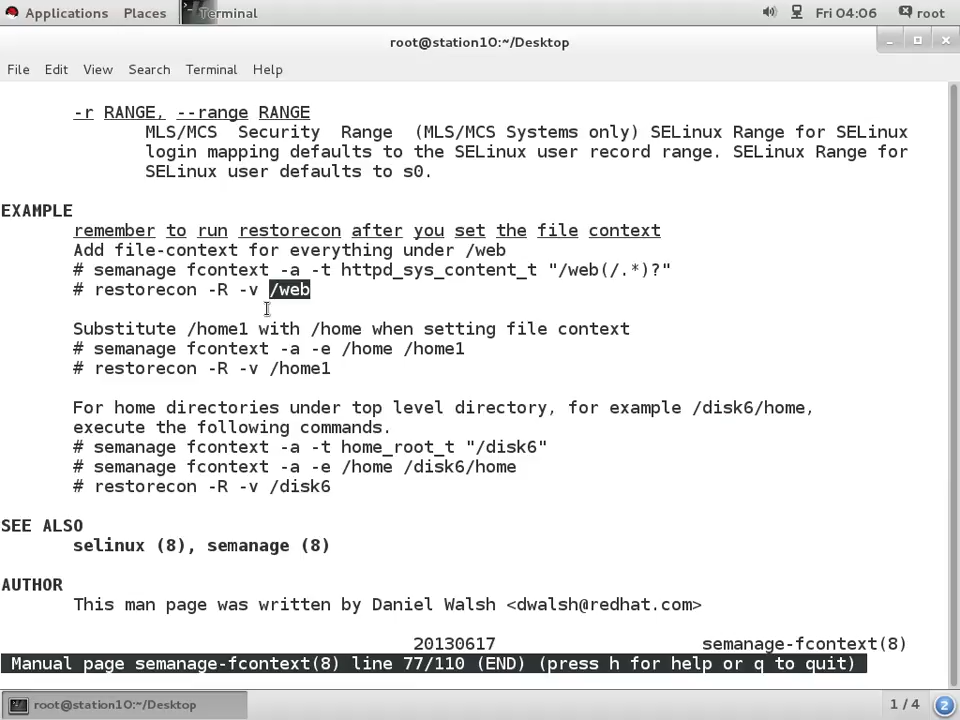 Applications Places Terminal Fri 04:06 root
root@station10:~/Desktop
File Edit View Search Terminal Help
-r RANGE, --range RANGE
MLS/MCS Security Range (MLS/MCS Systems only) SELinux Range for SELinux
login mapping defaults to the SELinux user record range. SELinux Range for
SELinux user defaults to s0.
EXAMPLE
remember to run restorecon after you set the file context
Add file-context for everything under /web
# semanage fcontext -a -t httpd_sys_content_t "/web(/.*)?"
# restorecon -R -v /web
Substitute /home1 with /home when setting file context
# semanage fcontext -a -e /home /home1
# restorecon -R -v /home1
For home directories under top level directory, for example /disk6/home,
execute the following commands.
# semanage fcontext -a -t home_root_t "/disk6"
# semanage fcontext -a -e /home /disk6/home
# restorecon -R -v /disk6
SEE ALSO
selinux (8), semanage (8)
AUTHOR
This man page was written by Daniel Walsh <dwalsh@redhat.com>
20130617 semanage-fcontext(8)
Manual page semanage-fcontext(8) line 77/110 (END) (press h for help or q to quit)
root@station10:~/Desktop 1 / 4 2